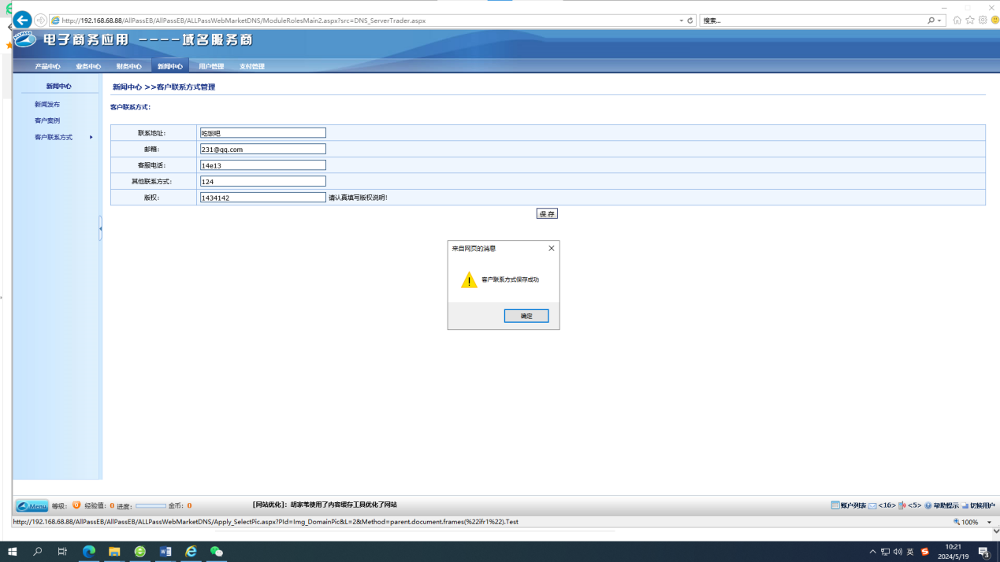 http://192.168.68.88/AllPassEB/AllPassEB/ALLPassWebMarketDNS/ModuleRolesMain2.aspx?src=DNS_ServerTrader.aspx
搜索...
ALLPASS
电子商务应用 ----域名服务商
产品中心 业务中心 财务中心 新闻中心 用户管理 支付管理
新闻中心
新闻发布
客户案例
客户联系方式
新闻中心 >>客户联系方式管理
客户联系方式:
联系地址: 吃饭吧
邮箱: 231@qq.com
客服电话: 14e13
其他联系方式: 124
版权: 1434142 请认真填写版权说明!
保存
来自网页的消息
客户联系方式保存成功
确定
Menu 等级: 0 经验值: 0 进度: 金币: 0
[网站优化]: 胡家苇使用了内容缓存工具优化了网站
账户列表 <16> <5> 帮助提示 切换用户
http://192.168.68.88/AllPassEB/AllPassEB/ALLPassWebMarketDNS/Apply_SelectPic.aspx?PId=Img_DomainPic&L=2&Method=parent.document.frames(%22ifr1%22).Test
100%
英
10:21
2024/5/19
3